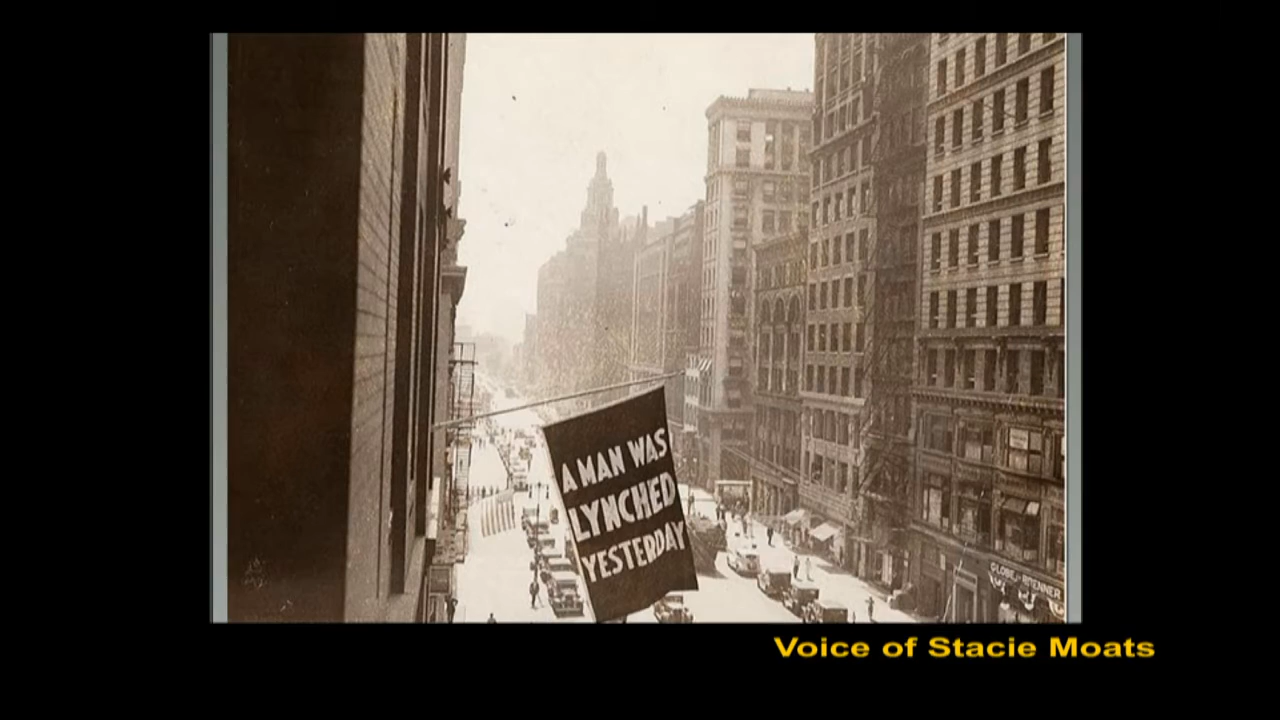 A MAN WAS
LYNCHED
YESTERDAY
GLOBE BRENNER
Voice of Stacie Moats